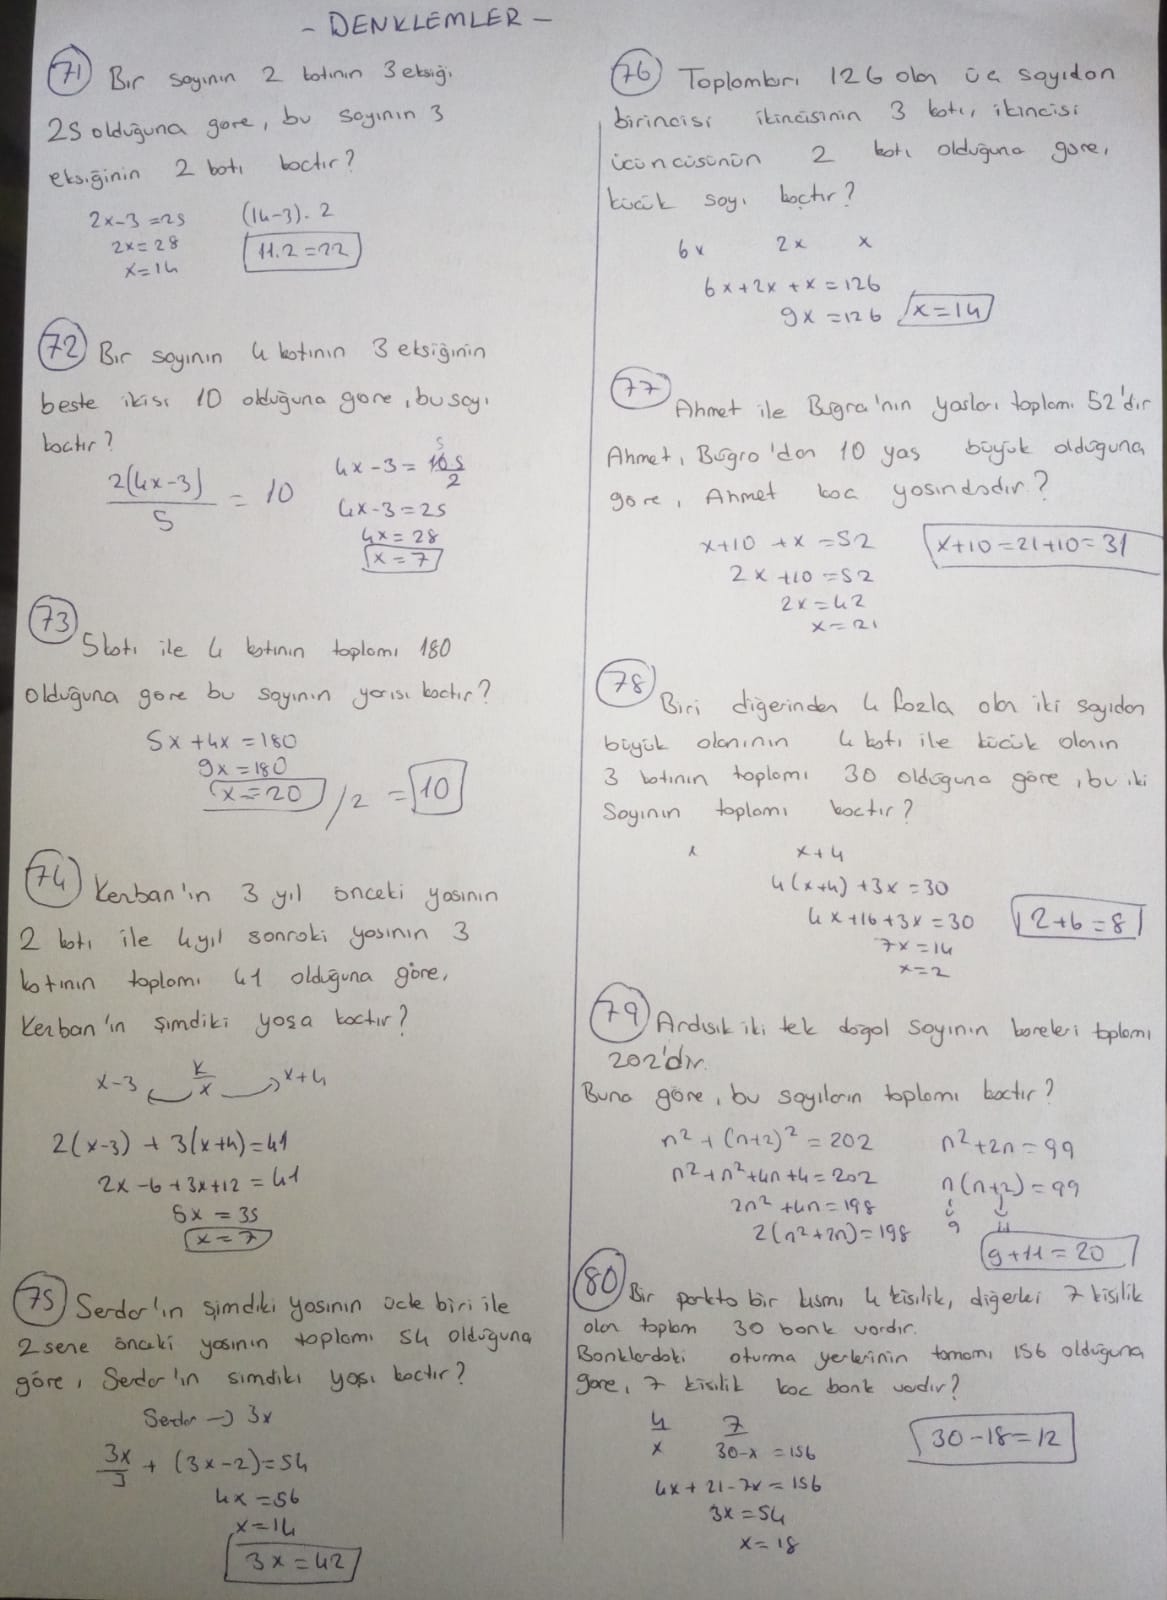 - DENKLEMLER -
71 Bir sayının 2 katının 3 eksiği
25 olduğuna göre, bu sayının 3
eksiğinin 2 katı kaçtır?
2x-3=25 (14-3).2
2x=28 11.2=22
x=14
72 Bir sayının 4 katının 3 eksiğinin
beşte ikisi 10 olduğuna göre, bu sayı
kaçtır?
2(4x-3)/5 = 10
4x-3 = 10.5/2 5
4x-3=25
4x=28
x=7
73 5 katı ile 4 katının toplamı 180
olduğuna göre bu sayının yarısı kaçtır?
5x+4x=180
9x=180
x=20 /2 = 10
74 Kerban'ın 3 yıl önceki yaşının
2 katı ile 4 yıl sonraki yaşının 3
katının toplamı 41 olduğuna göre,
Kerban'ın şimdiki yaşa kaçtır?
x-3 K/x x+4
2(x-3) + 3(x+4)=41
2x-6+3x+12=41
5x=35
x=7
75 Serdar'ın şimdiki yaşının üçte biri ile
2 sene önceki yaşının toplamı 54 olduğuna
göre, Serdar'ın şimdiki yaşı kaçtır?
Serdar → 3x
3x/3 + (3x-2)=54
4x=56
x=14
3x=42
76 Toplamları 126 olan üç sayıdan
birincisi ikincisinin 3 katı, ikincisi
üçüncüsünün 2 katı olduğuna göre,
küçük sayı kaçtır?
6x 2x x
6x+2x+x=126
9x=126 x=14
77 Ahmet ile Buğra'nın yaşları toplamı 52'dir
Ahmet, Buğra'dan 10 yaş büyük olduğuna
göre, Ahmet kaç yaşındadır?
x+10+x=52 x+10=21+10=31
2x+10=52
2x=42
x=21
78 Biri diğerinden 4 fazla olan iki sayıdan
büyük olanının 4 katı ile küçük olanın
3 katının toplamı 30 olduğuna göre, bu iki
Sayının toplamı kaçtır?
x x+4
4(x+4)+3x=30
4x+16+3x=30 2+6=8
7x=14
x=2
79 Ardışık iki tek doğal sayının kareleri toplamı
202'dir.
Buna göre, bu sayıların toplamı kaçtır?
n²+(n+2)²=202 n²+2n=99
n²+n²+4n+4=202 n(n+2)=99
2n²+4n=198 9 11
2(n²+2n)=198
9+11=20
80 Bir parkta bir kısmı 4 kişilik, diğerleri 7 kişilik
olan toplam 30 bank vardır.
Banklardaki oturma yerlerinin tamamı 156 olduğuna
göre, 7 kişilik kaç bank vardır?
4 7
x 30-x=156 30-18=12
4x+21-7x=156
3x=54
x=18